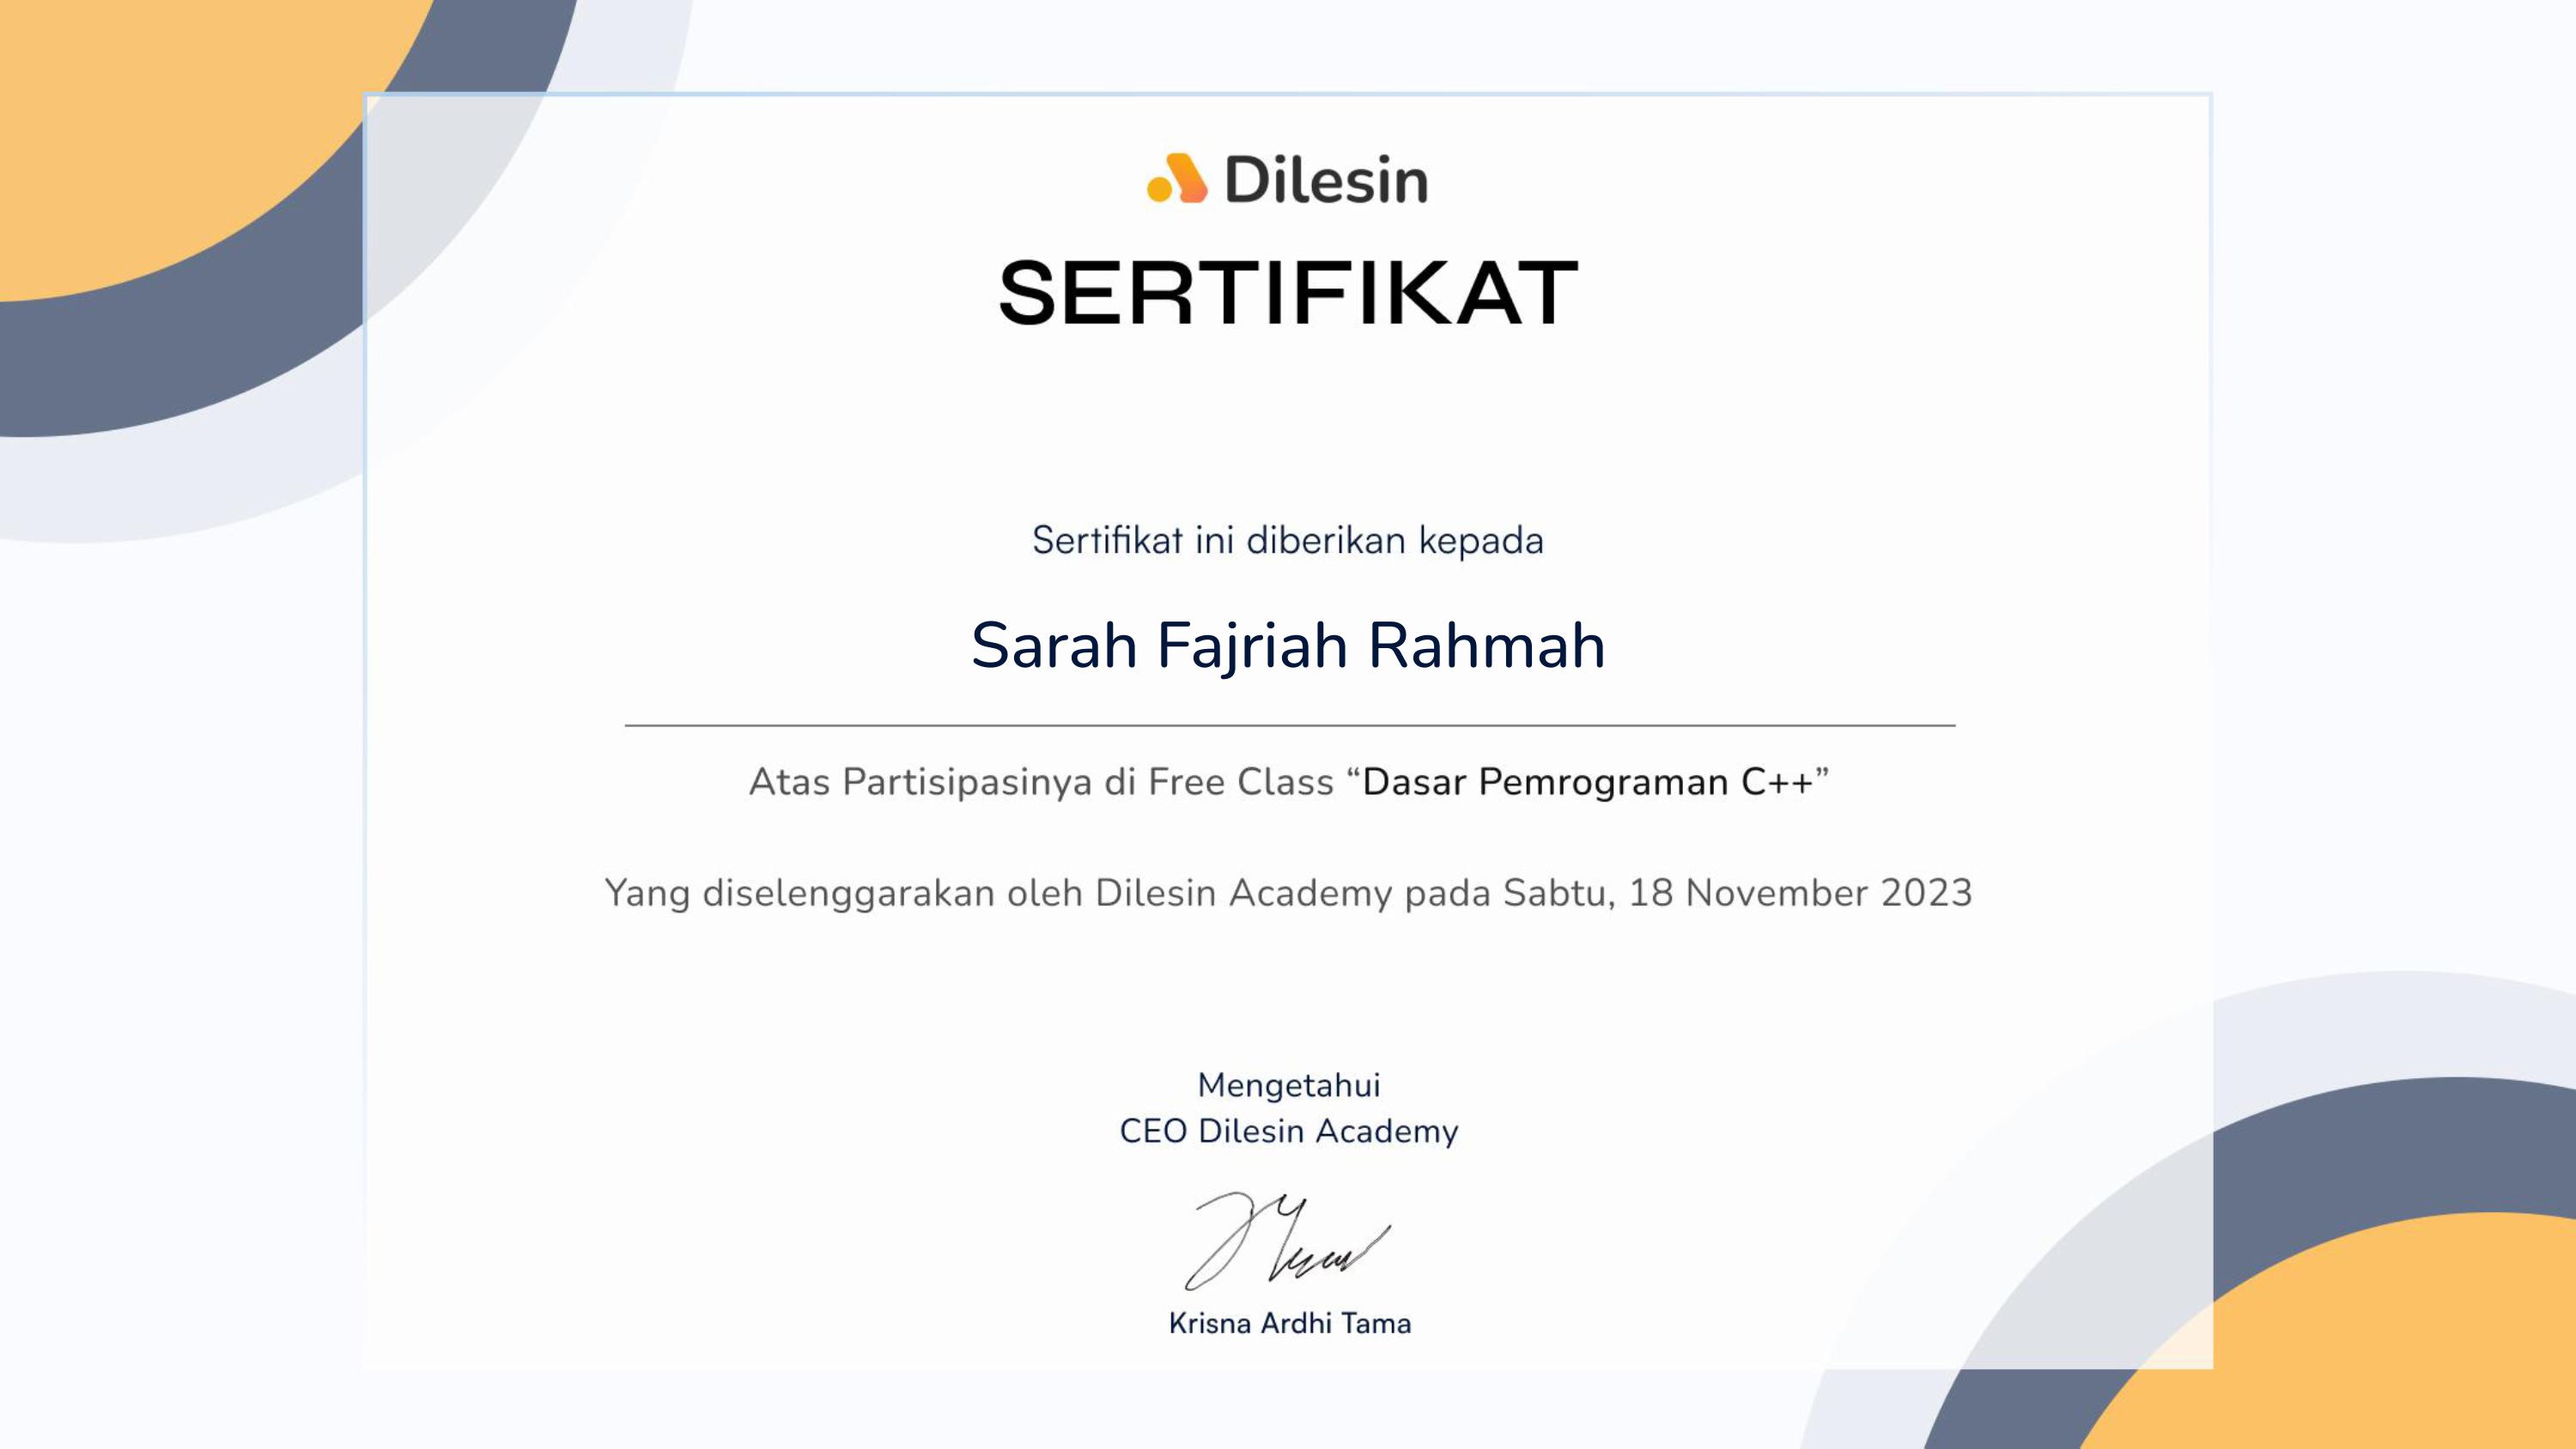 Dilesin
SERTIFIKAT
Sertifikat ini diberikan kepada
Sarah Fajriah Rahmah
Atas Partisipasinya di Free Class “Dasar Pemrograman C++”
Yang diselenggarakan oleh Dilesin Academy pada Sabtu, 18 November 2023
Mengetahui
CEO Dilesin Academy
Krisna Ardhi Tama